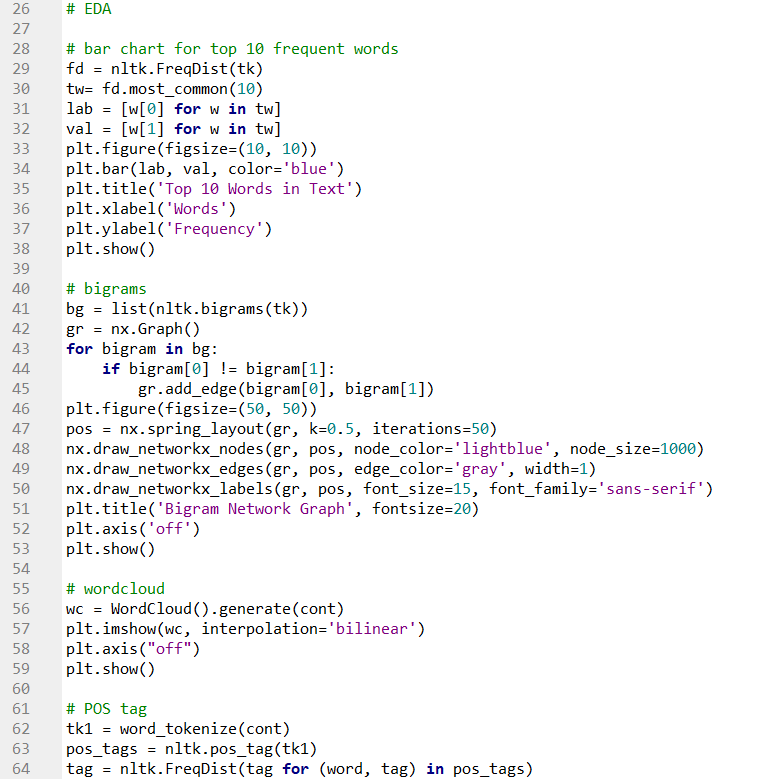 26 # EDA
27
28 # bar chart for top 10 frequent words
29 fd = nltk.FreqDist(tk)
30 tw= fd.most_common(10)
31 lab = [w[0] for w in tw]
32 val = [w[1] for w in tw]
33 plt.figure(figsize=(10, 10))
34 plt.bar(lab, val, color='blue')
35 plt.title('Top 10 Words in Text')
36 plt.xlabel('Words')
37 plt.ylabel('Frequency')
38 plt.show()
39
40 # bigrams
41 bg = list(nltk.bigrams(tk))
42 gr = nx.Graph()
43 for bigram in bg:
44     if bigram[0] != bigram[1]:
45         gr.add_edge(bigram[0], bigram[1])
46 plt.figure(figsize=(50, 50))
47 pos = nx.spring_layout(gr, k=0.5, iterations=50)
48 nx.draw_networkx_nodes(gr, pos, node_color='lightblue', node_size=1000)
49 nx.draw_networkx_edges(gr, pos, edge_color='gray', width=1)
50 nx.draw_networkx_labels(gr, pos, font_size=15, font_family='sans-serif')
51 plt.title('Bigram Network Graph', fontsize=20)
52 plt.axis('off')
53 plt.show()
54
55 # wordcloud
56 wc = WordCloud().generate(cont)
57 plt.imshow(wc, interpolation='bilinear')
58 plt.axis("off")
59 plt.show()
60
61 # POS tag
62 tk1 = word_tokenize(cont)
63 pos_tags = nltk.pos_tag(tk1)
64 tag = nltk.FreqDist(tag for (word, tag) in pos_tags)